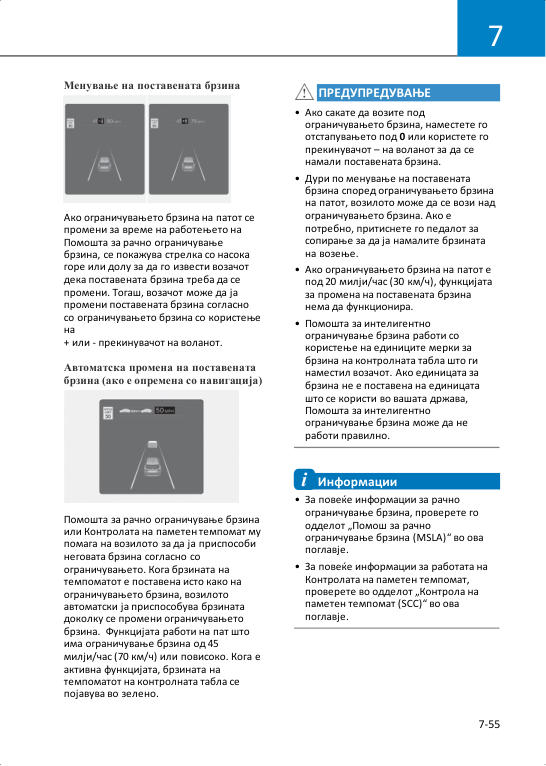 7
Менување на поставената брзина
Ако ограничувањето брзина на патот се
промени за време на работењето на
Помошта за рачно ограничување
брзина, се покажува стрелка со насока
горе или долу за да го извести возачот
дека поставената брзина треба да се
промени. Тогаш, возачот може да ја
промени поставената брзина согласно
со ограничувањето брзина со користење
на
+ или - прекинувачот на воланот.
Автоматска промена на поставената
брзина (ако е опремена со навигација)
50
Помошта за рачно ограничување брзина
или Контролата на паметен темпомат му
помага на возилото за да ја приспособи
неговата брзина согласно со
ограничувањето. Кога брзината на
темпоматот е поставена исто како на
ограничувањето брзина, возилото
автоматски ја приспособува брзината
доколку се промени ограничувањето
брзина. Функцијата работи на пат што
има ограничување брзина од 45
милји/час (70 км/ч) или повисоко. Кога е
активна функцијата, брзината на
темпоматот на контролната табла се
појавува во зелено.
ПРЕДУПРЕДУВАЊЕ
• Ако сакате да возите под
ограничувањето брзина, наместете го
отстапувањето под 0 или користете го
прекинувачот – на воланот за да се
намали поставената брзина.
• Дури по менување на поставената
брзина според ограничувањето брзина
на патот, возилото може да се вози над
ограничувањето брзина. Ако е
потребно, притиснете го педалот за
сопирање за да ја намалите брзината
на возење.
• Ако ограничувањето брзина на патот е
под 20 милји/час (30 км/ч), функцијата
за промена на поставената брзина
нема да функционира.
• Помошта за интелигентно
ограничување брзина работи со
користење на единиците мерки за
брзина на контролната табла што ги
наместил возачот. Ако единицата за
брзина не е поставена на единицата
што се користи во вашата држава,
Помошта за интелигентно
ограничување брзина може да не
работи правилно.
i Информации
• За повеќе информации за рачно
ограничување брзина, проверете го
одделот „Помош за рачно
ограничување брзина (MSLA)“ во ова
поглавје.
• За повеќе информации за работата на
Контролата на паметен темпомат,
проверете во одделот „Контрола на
паметен темпомат (SCC)“ во ова
поглавје.
7-55